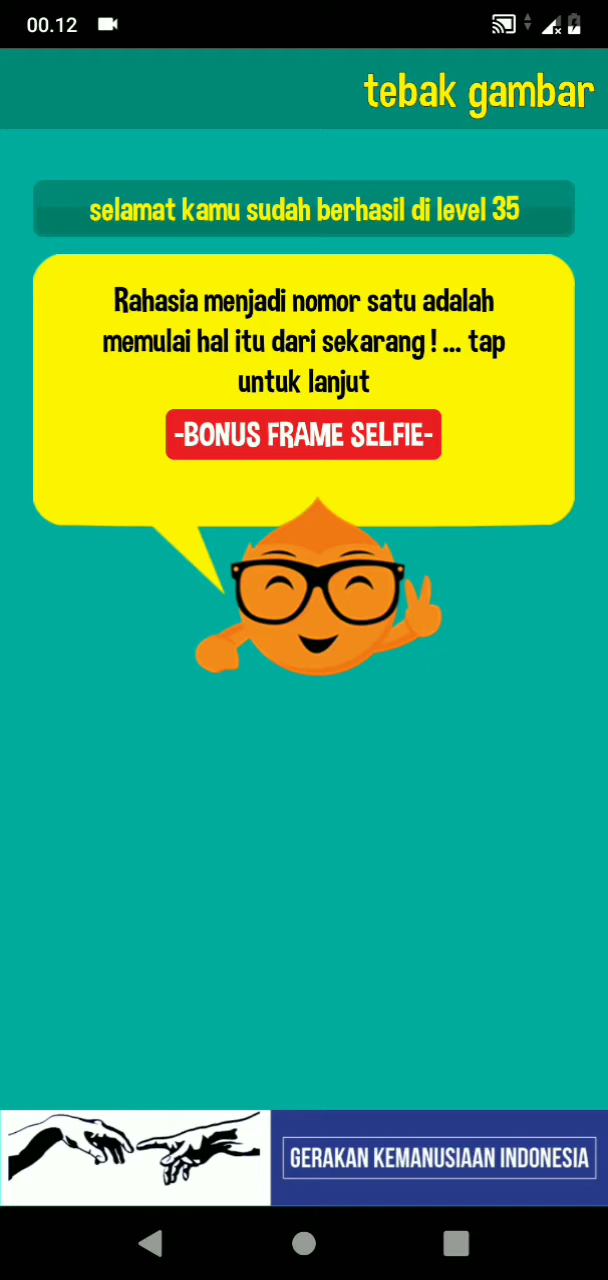 00.12
tebak gambar
selamat kamu sudah berhasil di level 35
Rahasia menjadi nomor satu adalah
memulai hal itu dari sekarang ! ... tap
untuk lanjut
-BONUS FRAME SELFIE-
GERAKAN KEMANUSIAAN INDONESIA